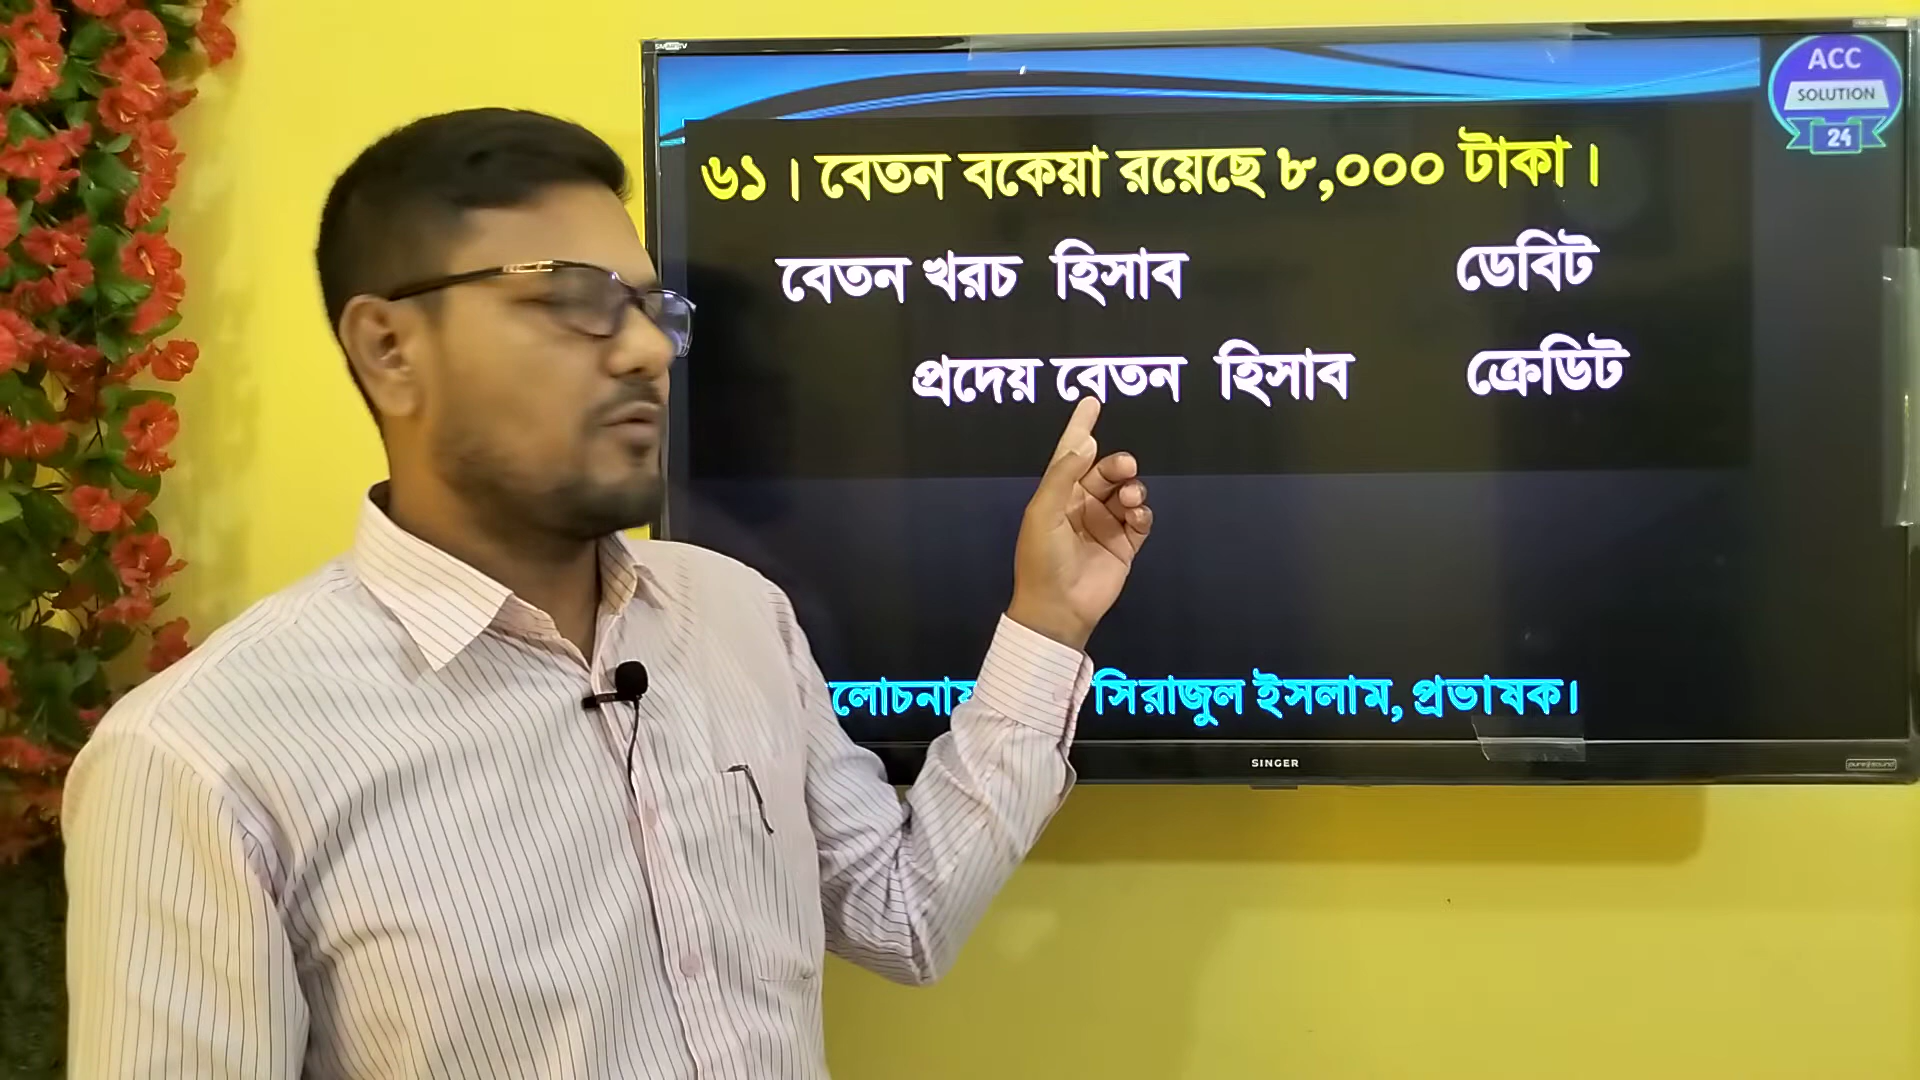 ACC
SOLUTION
24
৬১। বেতন বকেয়া রয়েছে ৮,০০০ টাকা।
বেতন খরচ হিসাব ডেবিট
প্রদেয় বেতন হিসাব ক্রেডিট
সিরাজুল ইসলাম, প্রভাষক।
SINGER